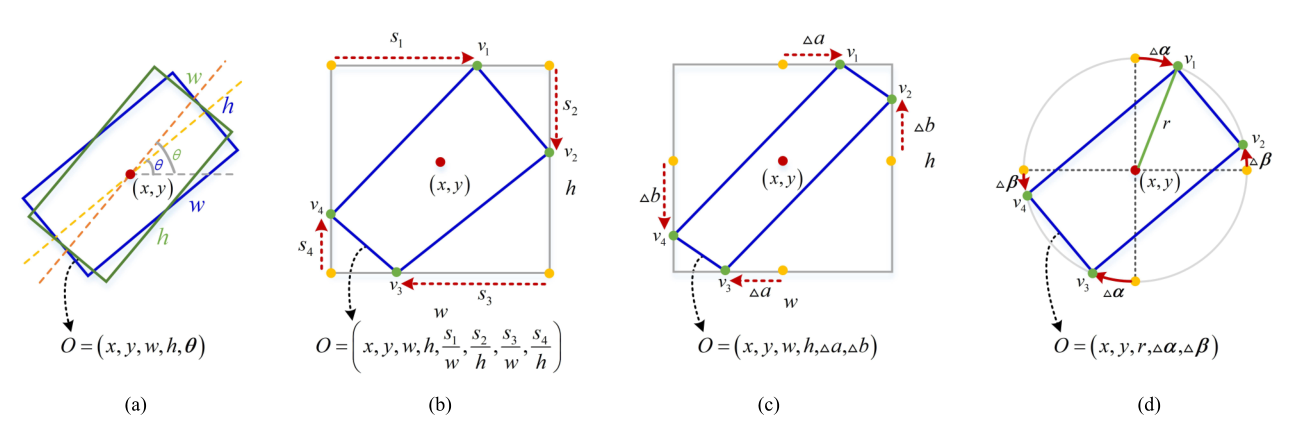 w
h
θ
θ
(x, y)
w
h
O = (x, y, w, h, θ)
(a)
s1
v1
s2
v2
(x, y)
h
v4
s4
v3
s3
w
O = (x, y, w, h, s1/w, s2/h, s3/w, s4/h)
(b)
△a
v1
v2
△b
h
(x, y)
△b
v4
v3
△a
w
O = (x, y, w, h, △a, △b)
(c)
△α
v1
r
v2
△β
(x, y)
△β
v4
v3
△α
O = (x, y, r, △α, △β)
(d)